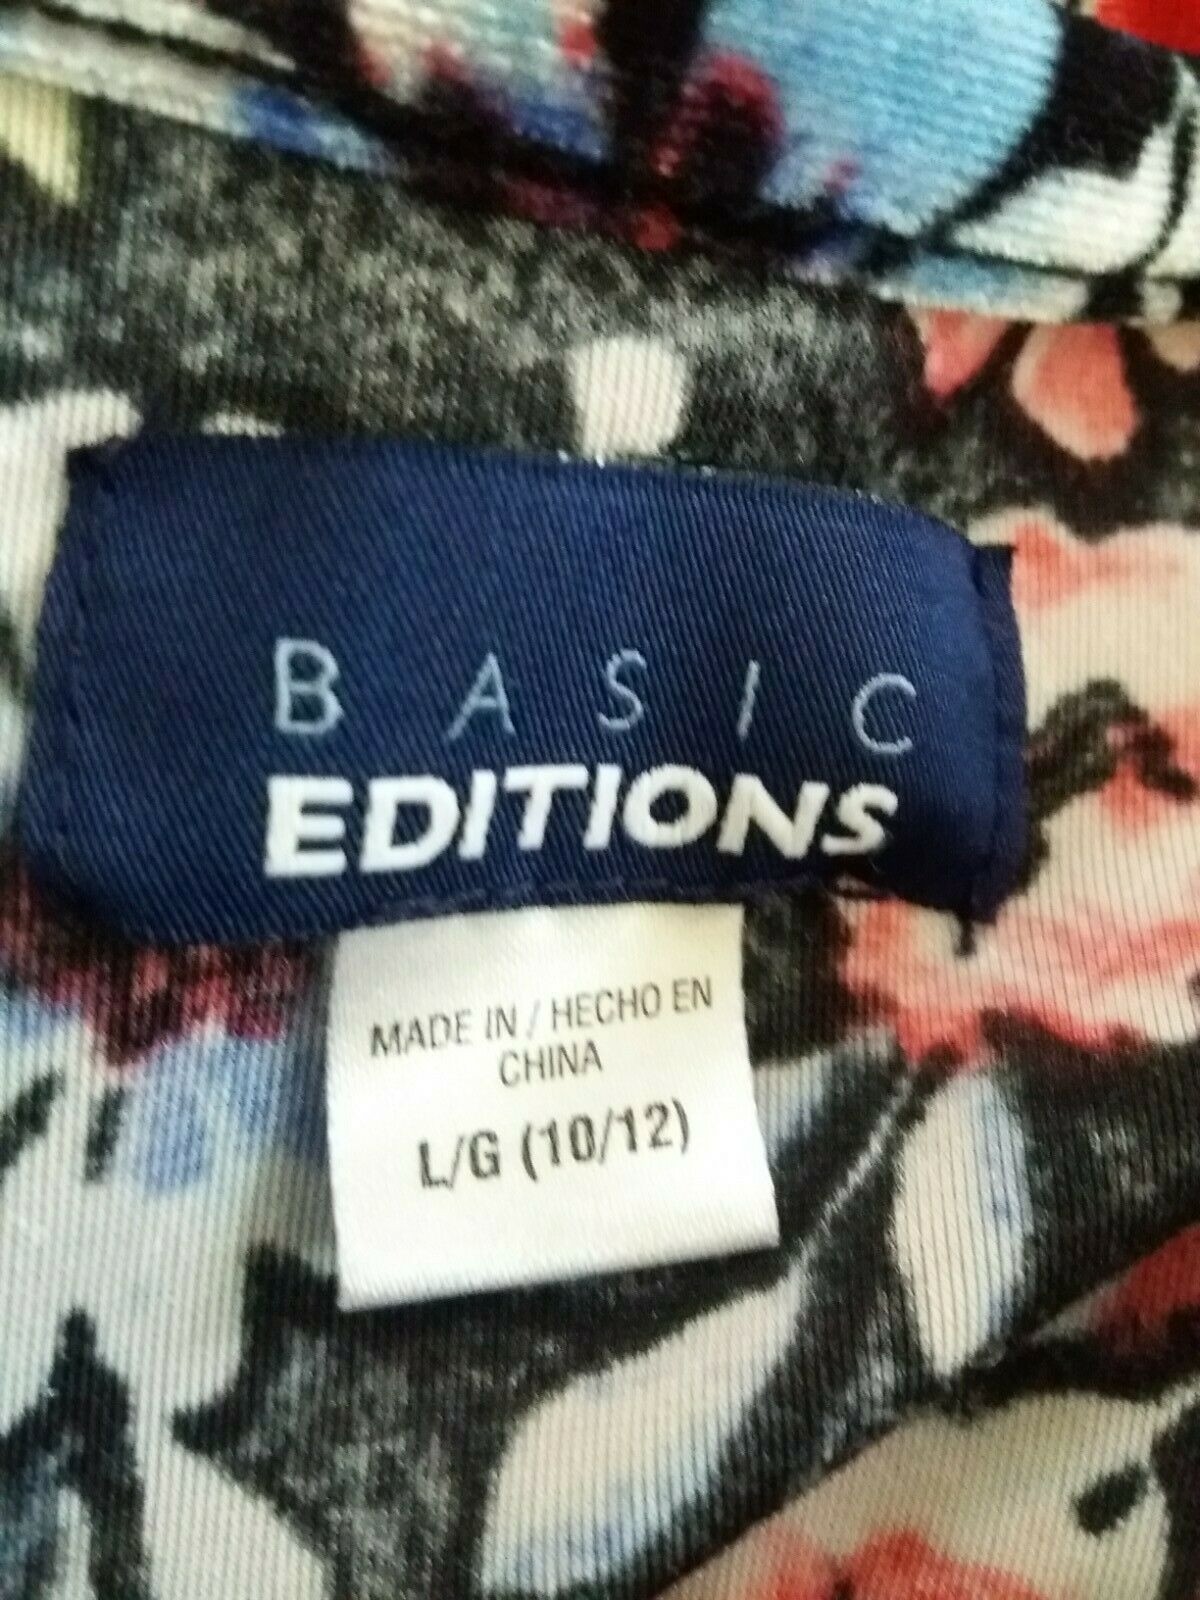 BASIC
EDITIONS
MADE IN / HECHO EN
CHINA
L/G (10/12)